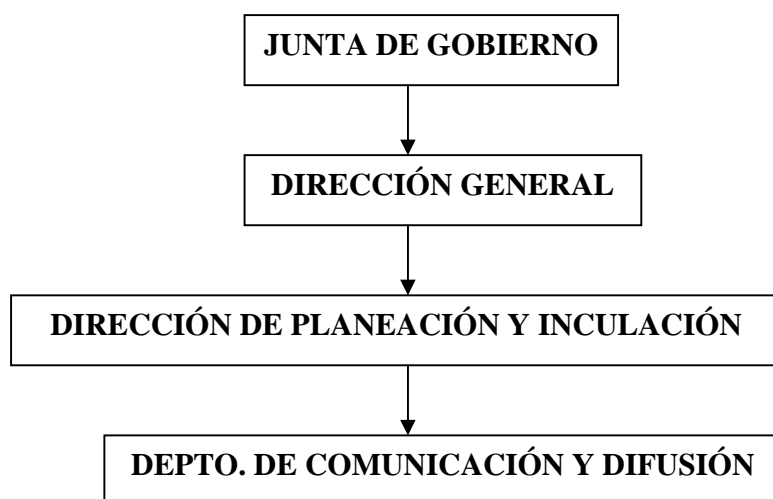 JUNTA DE GOBIERNO
DIRECCIÓN GENERAL
DIRECCIÓN DE PLANEACIÓN Y INCULACIÓN
DEPTO. DE COMUNICACIÓN Y DIFUSIÓN